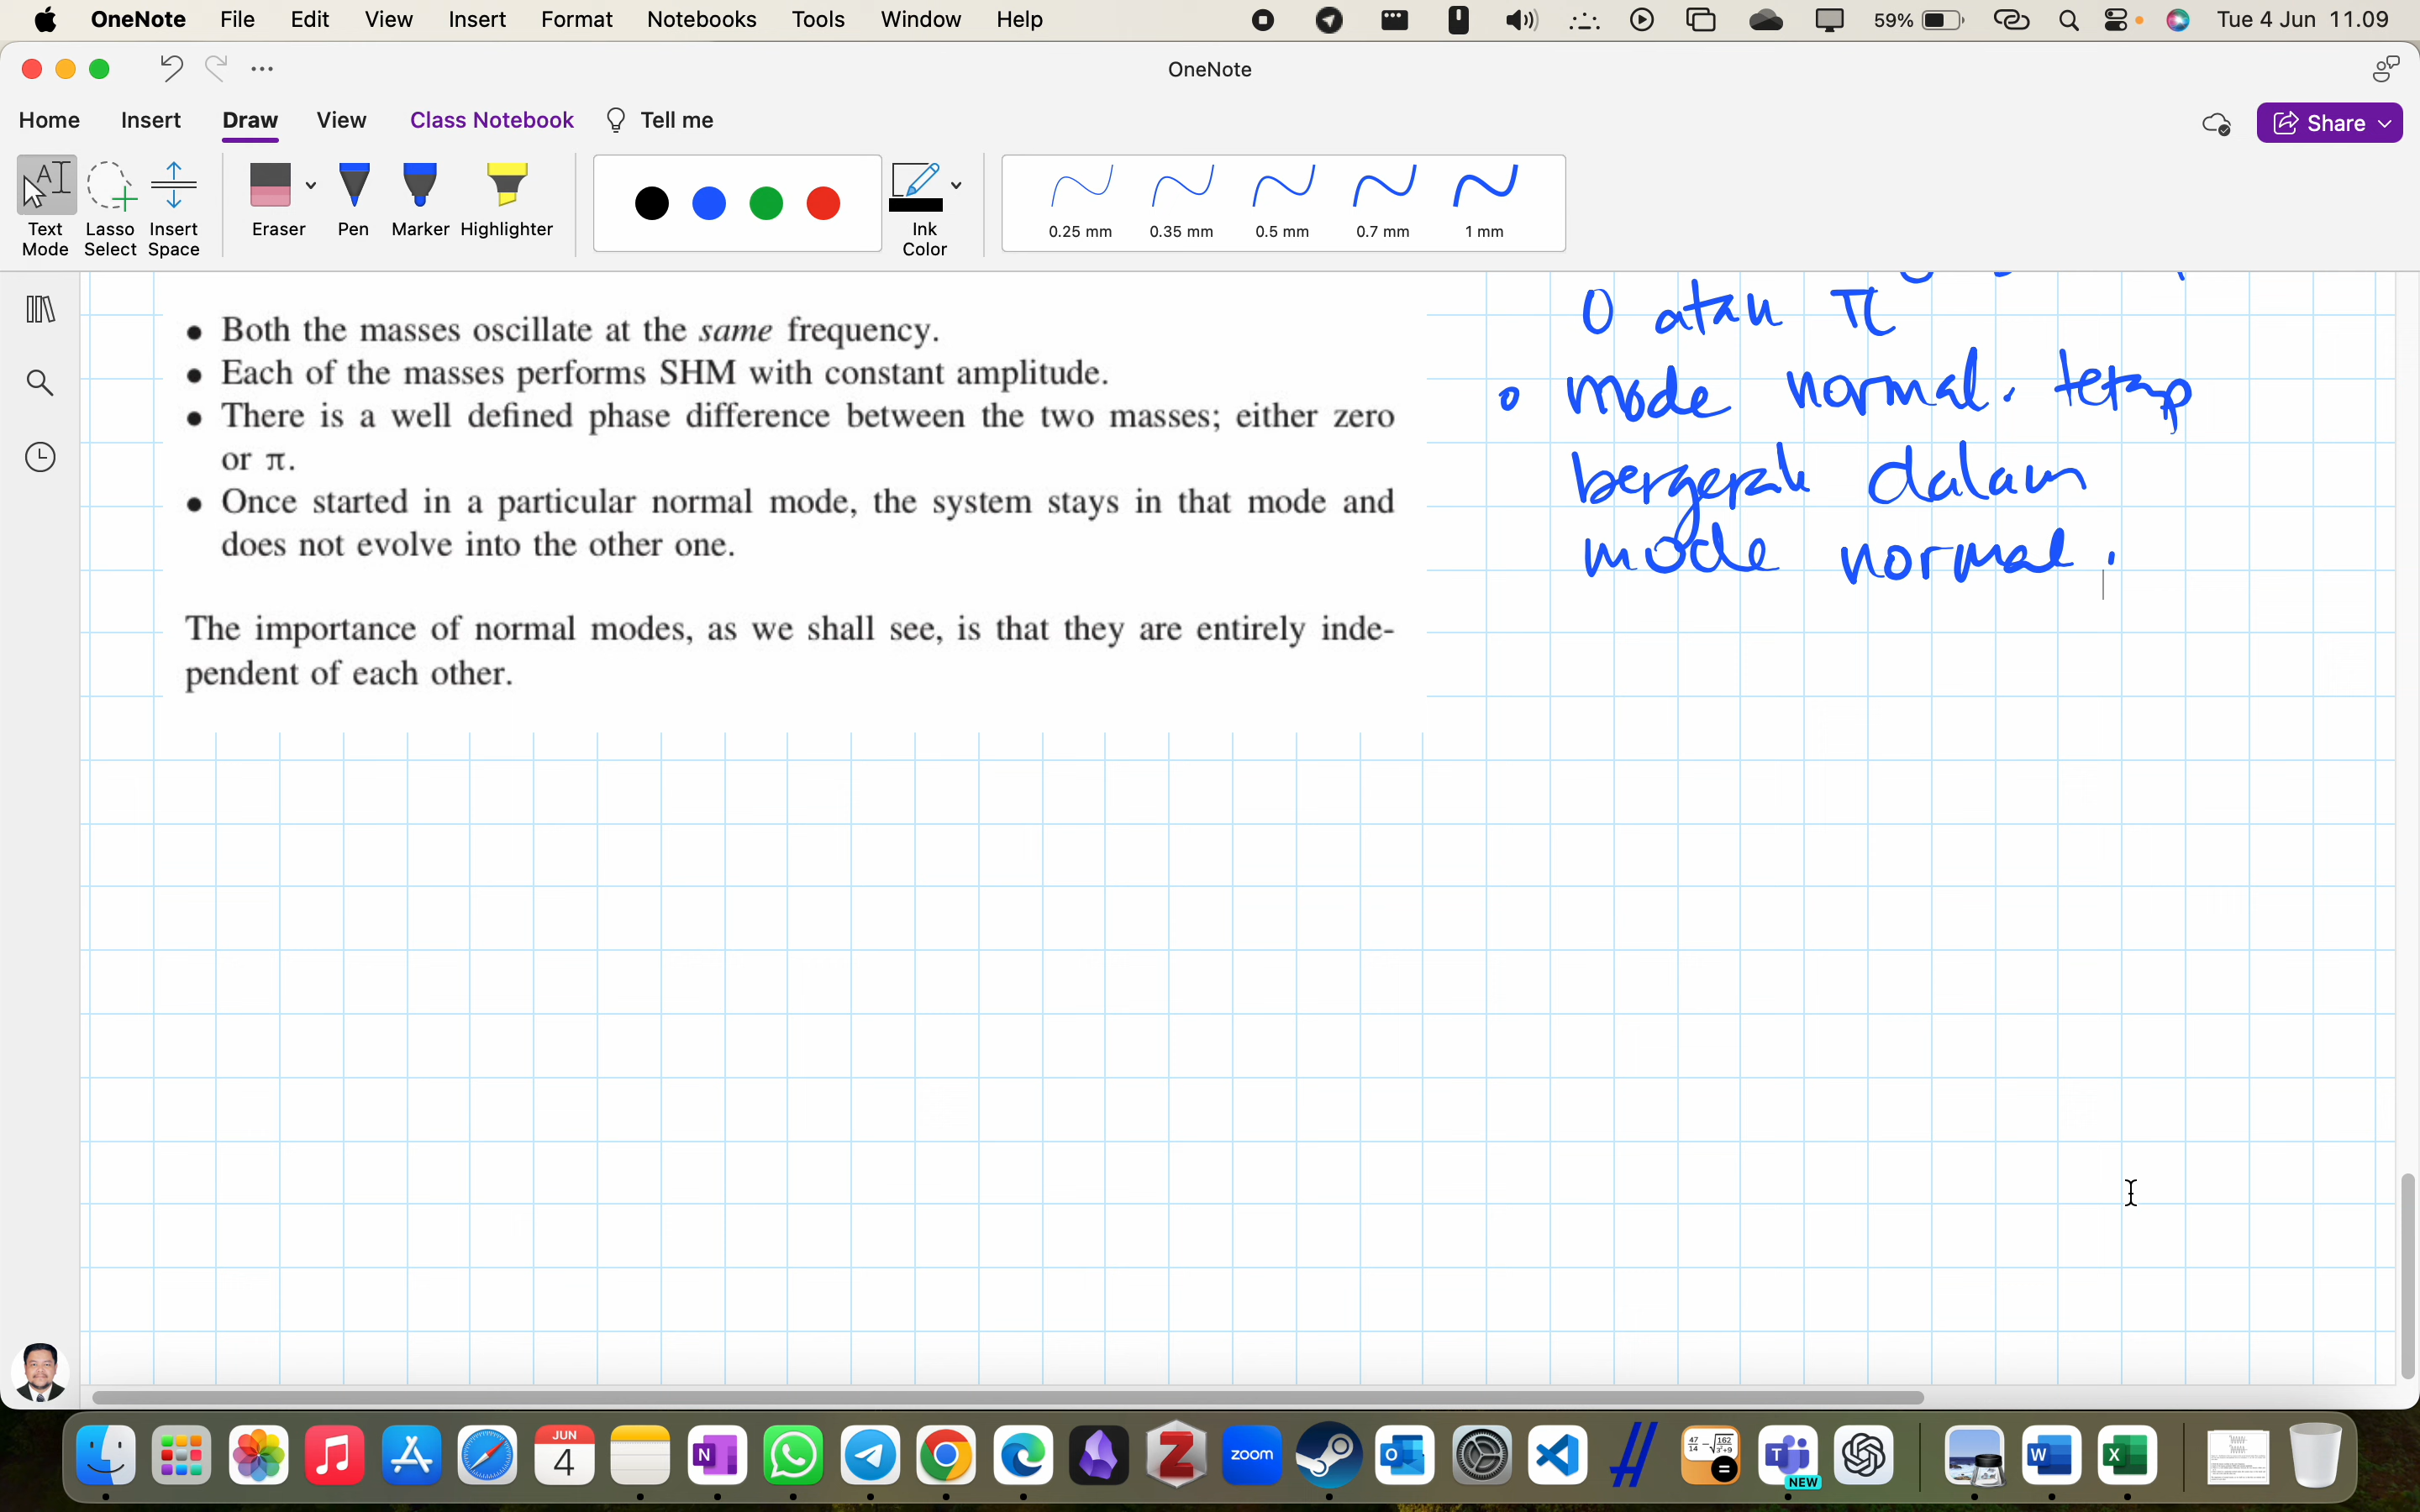 OneNote File Edit View Insert Format Notebooks Tools Window Help 59% Tue 4 Jun 11.09
OneNote
Home Insert Draw View Class Notebook Tell me Share
Text Mode
Lasso Select
Insert Space
Eraser
Pen
Marker
Highlighter
Ink Color
0.25 mm 0.35 mm 0.5 mm 0.7 mm 1 mm
• Both the masses oscillate at the same frequency.
• Each of the masses performs SHM with constant amplitude.
• There is a well defined phase difference between the two masses; either zero
or π.
• Once started in a particular normal mode, the system stays in that mode and
does not evolve into the other one.
The importance of normal modes, as we shall see, is that they are entirely inde-
pendent of each other.
0 atau π
o mode normal. tetap
bergerak dalam
mode normal.
JUN
4
N
zoom
O
47/14 - √162/7²+9
=
T
NEW
W
X